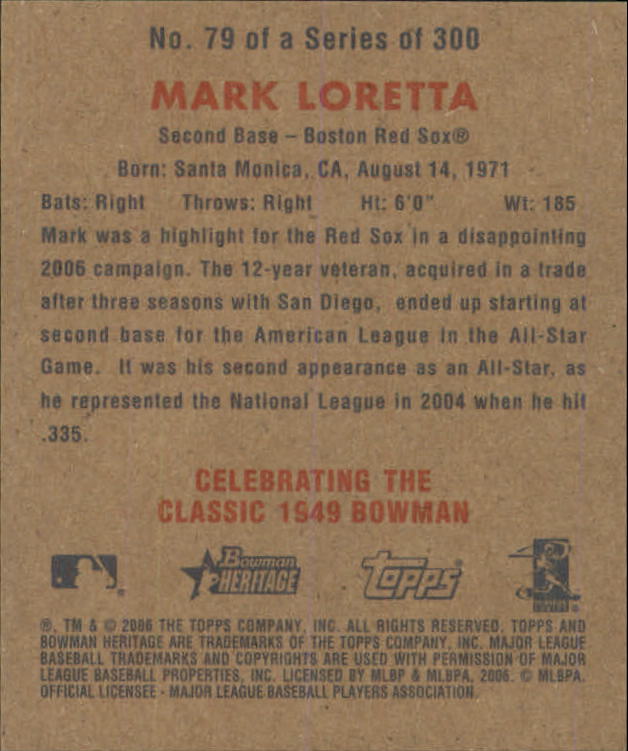 No. 79 of a Series of 300
MARK LORETTA
Second Base – Boston Red Sox®
Born: Santa Monica, CA, August 14, 1971
Bats: Right Throws: Right Ht: 6'0" Wt: 185
Mark was a highlight for the Red Sox in a disappointing
2006 campaign. The 12-year veteran, acquired in a trade
after three seasons with San Diego, ended up starting at
second base for the American League in the All-Star
Game. It was his second appearance as an All-Star, as
he represented the National League in 2004 when he hit
.335.
CELEBRATING THE
CLASSIC 1949 BOWMAN
Bowman
HERITAGE
Topps
®, TM & © 2006 THE TOPPS COMPANY, INC. ALL RIGHTS RESERVED. TOPPS AND
BOWMAN HERITAGE ARE TRADEMARKS OF THE TOPPS COMPANY, INC. MAJOR LEAGUE
BASEBALL TRADEMARKS AND COPYRIGHTS ARE USED WITH PERMISSION OF MAJOR
LEAGUE BASEBALL PROPERTIES, INC. LICENSED BY MLBP & MLBPA, 2006. © MLBPA.
OFFICIAL LICENSEE - MAJOR LEAGUE BASEBALL PLAYERS ASSOCIATION.